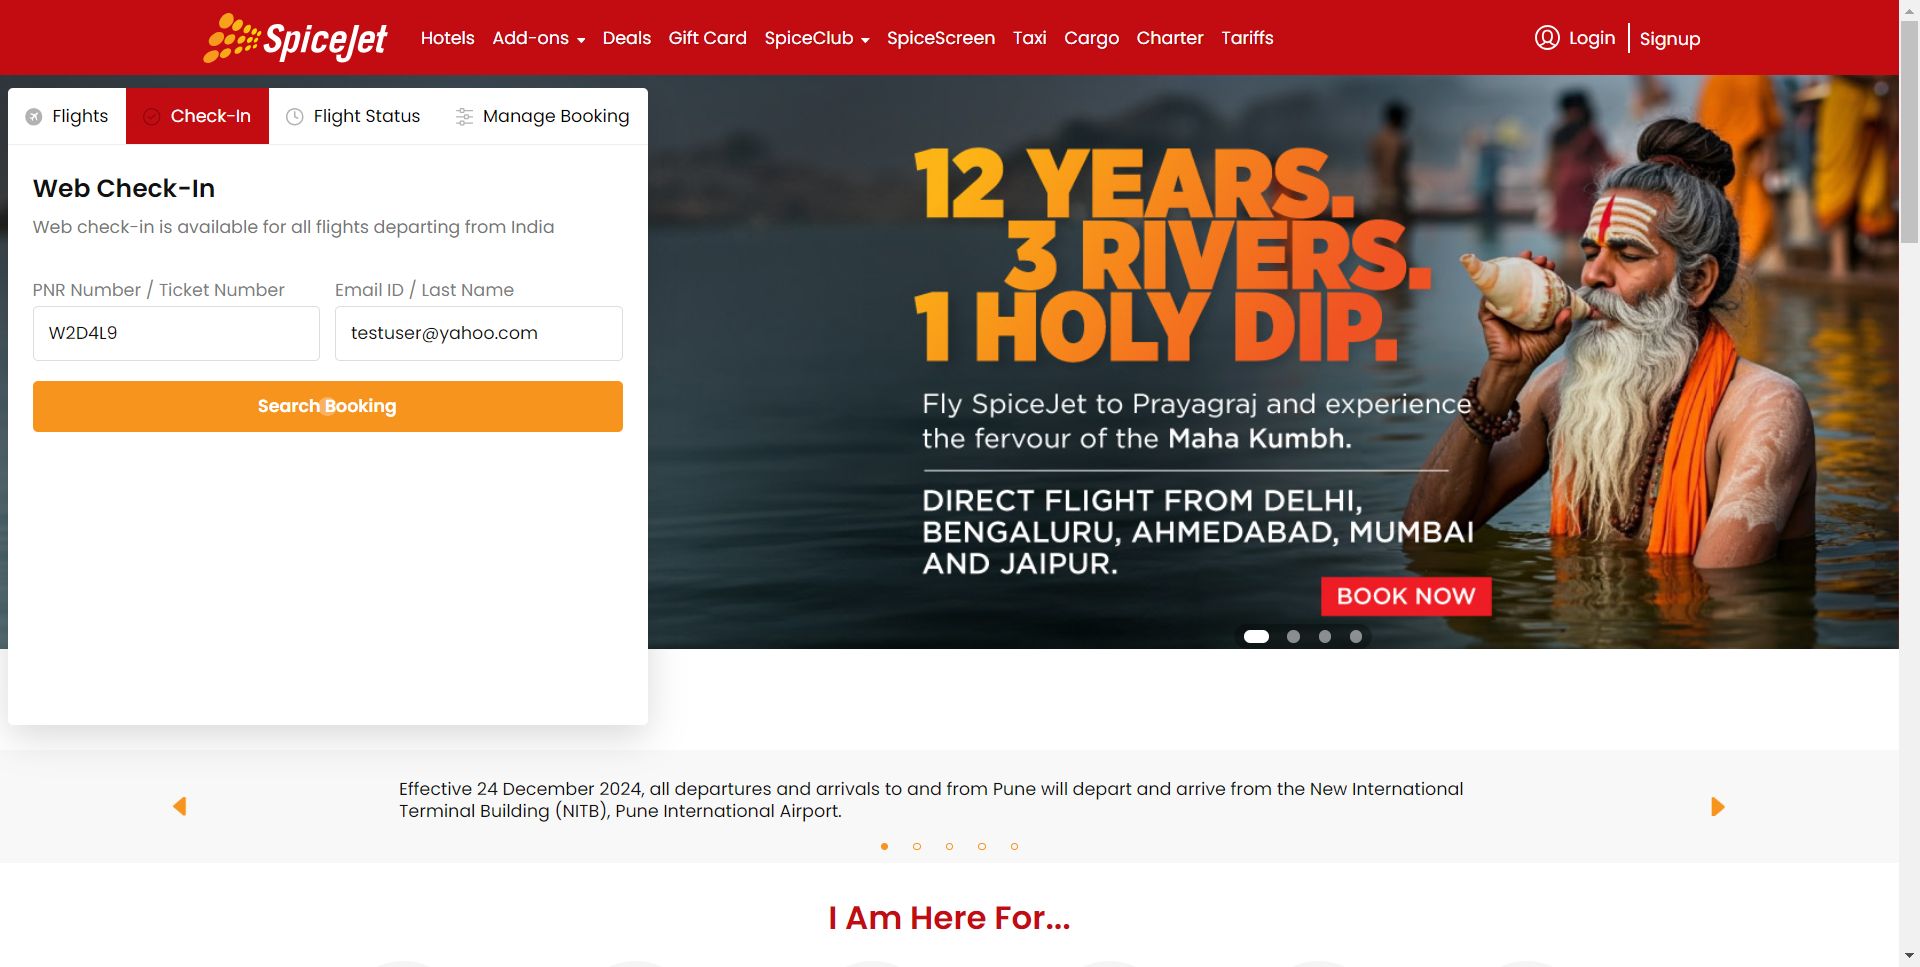 SpiceJet Hotels Add-ons Deals Gift Card SpiceClub SpiceScreen Taxi Cargo Charter Tariffs Login Signup
Flights Check-In Flight Status Manage Booking
Web Check-In
Web check-in is available for all flights departing from India
PNR Number / Ticket Number Email ID / Last Name
W2D4L9 testuser@yahoo.com
Search Booking
12 YEARS.
3 RIVERS.
1 HOLY DIP.
Fly SpiceJet to Prayagraj and experience
the fervour of the Maha Kumbh.
DIRECT FLIGHT FROM DELHI,
BENGALURU, AHMEDABAD, MUMBAI
AND JAIPUR.
BOOK NOW
Effective 24 December 2024, all departures and arrivals to and from Pune will depart and arrive from the New International
Terminal Building (NITB), Pune International Airport.
I Am Here For...